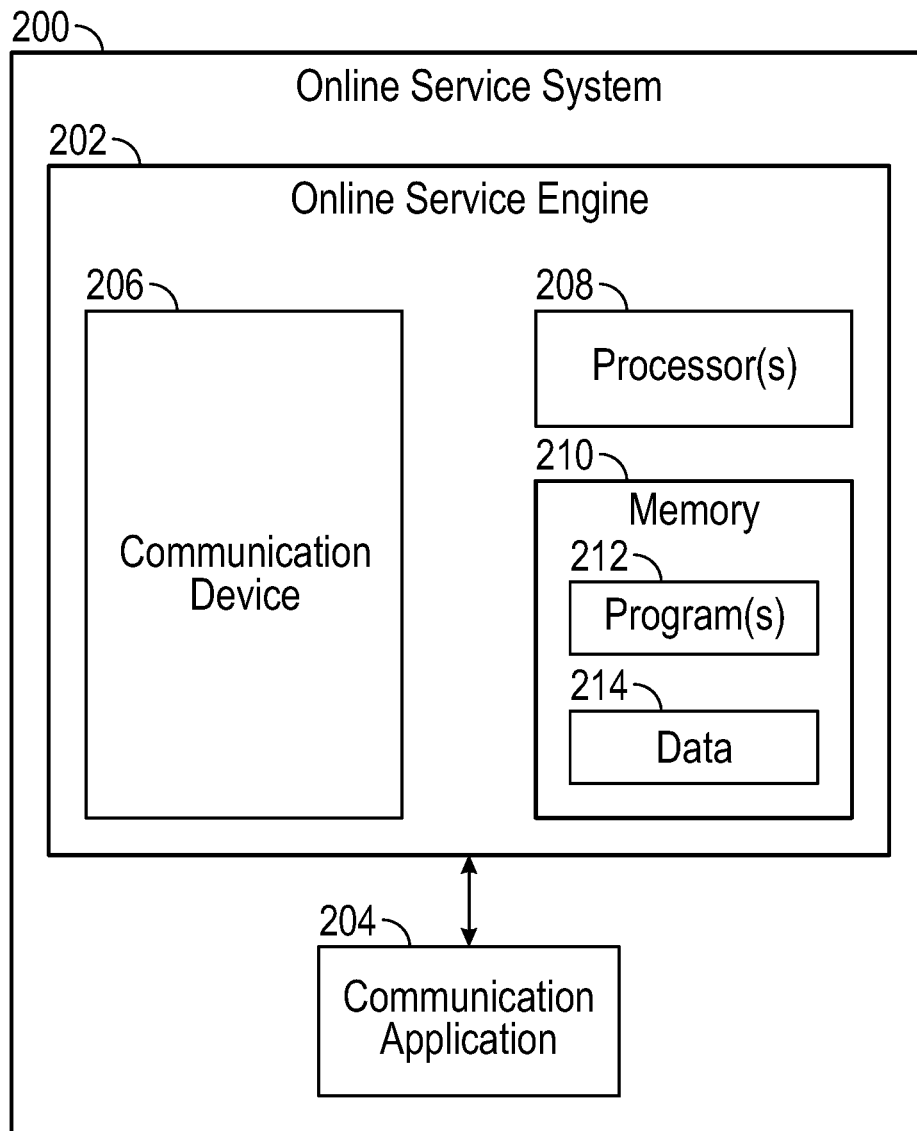 200
Online Service System
202
Online Service Engine
206
Communication
Device
208
Processor(s)
210
Memory
212
Program(s)
214
Data
204
Communication
Application